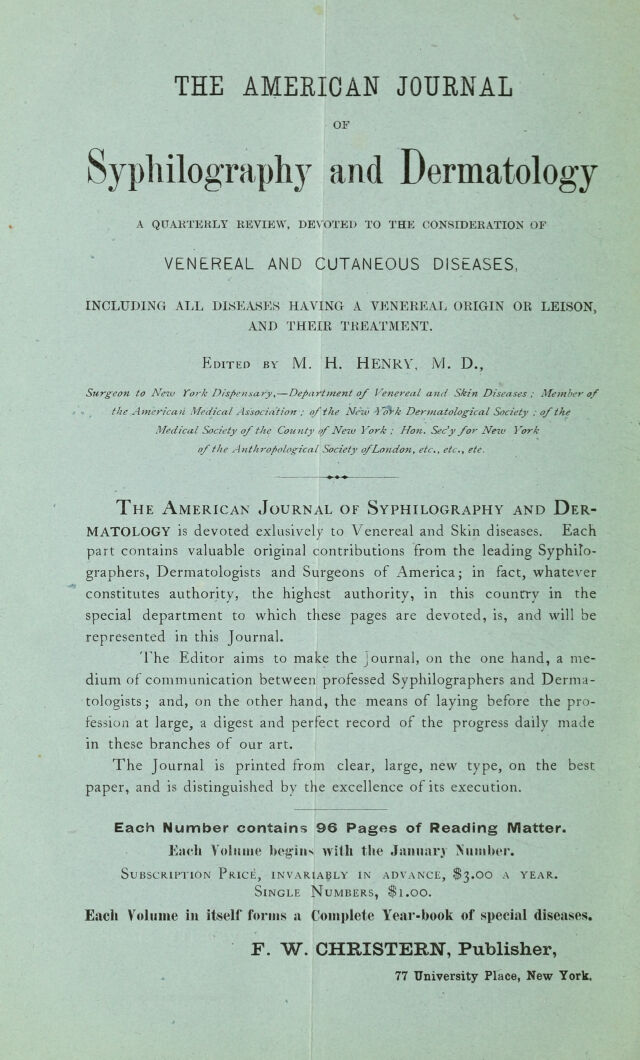 THE AMERICAN JOURNAL
OF
Syphilography and Dermatology
A QUARTERLY REVIEW, DEVOTED TO THE CONSIDERATION OF
VENEREAL AND CUTANEOUS DISEASES,
INCLUDING ALL DISEASES HAVING A VENEREAL ORIGIN OR LEISON,
AND THEIR TREATMENT.
EDITED BY M. H. HENRY, M. D.,
Surgeon to New York Dispensary,—Department of Venereal and Skin Diseases; Member of
the American Medical Association; of the New York Dermatological Society; of the
Medical Society of the County of New York; Hon. Sec'y for New York
of the Anthropological Society of London, etc., etc., ete.
THE AMERICAN JOURNAL OF SYPHILOGRAPHY AND DER-
MATOLOGY is devoted exlusively to Venereal and Skin diseases. Each
part contains valuable original contributions from the leading Syphilo-
graphers, Dermatologists and Surgeons of America; in fact, whatever
constitutes authority, the highest authority, in this country in the
special department to which these pages are devoted, is, and will be
represented in this Journal.
The Editor aims to make the Journal, on the one hand, a me-
dium of communication between professed Syphilographers and Derma-
tologists; and, on the other hand, the means of laying before the pro-
fession at large, a digest and perfect record of the progress daily made
in these branches of our art.
The Journal is printed from clear, large, new type, on the best
paper, and is distinguished by the excellence of its execution.
Each Number contains 96 Pages of Reading Matter.
Each Volume begins with the January Number.
SUBSCRIPTION PRICE, INVARIABLY IN ADVANCE, $3.00 A YEAR.
SINGLE NUMBERS, $1.00.
Each Volume in itself forms a Complete Year-book of special diseases.
F. W. CHRISTERN, Publisher,
77 University Place, New York.